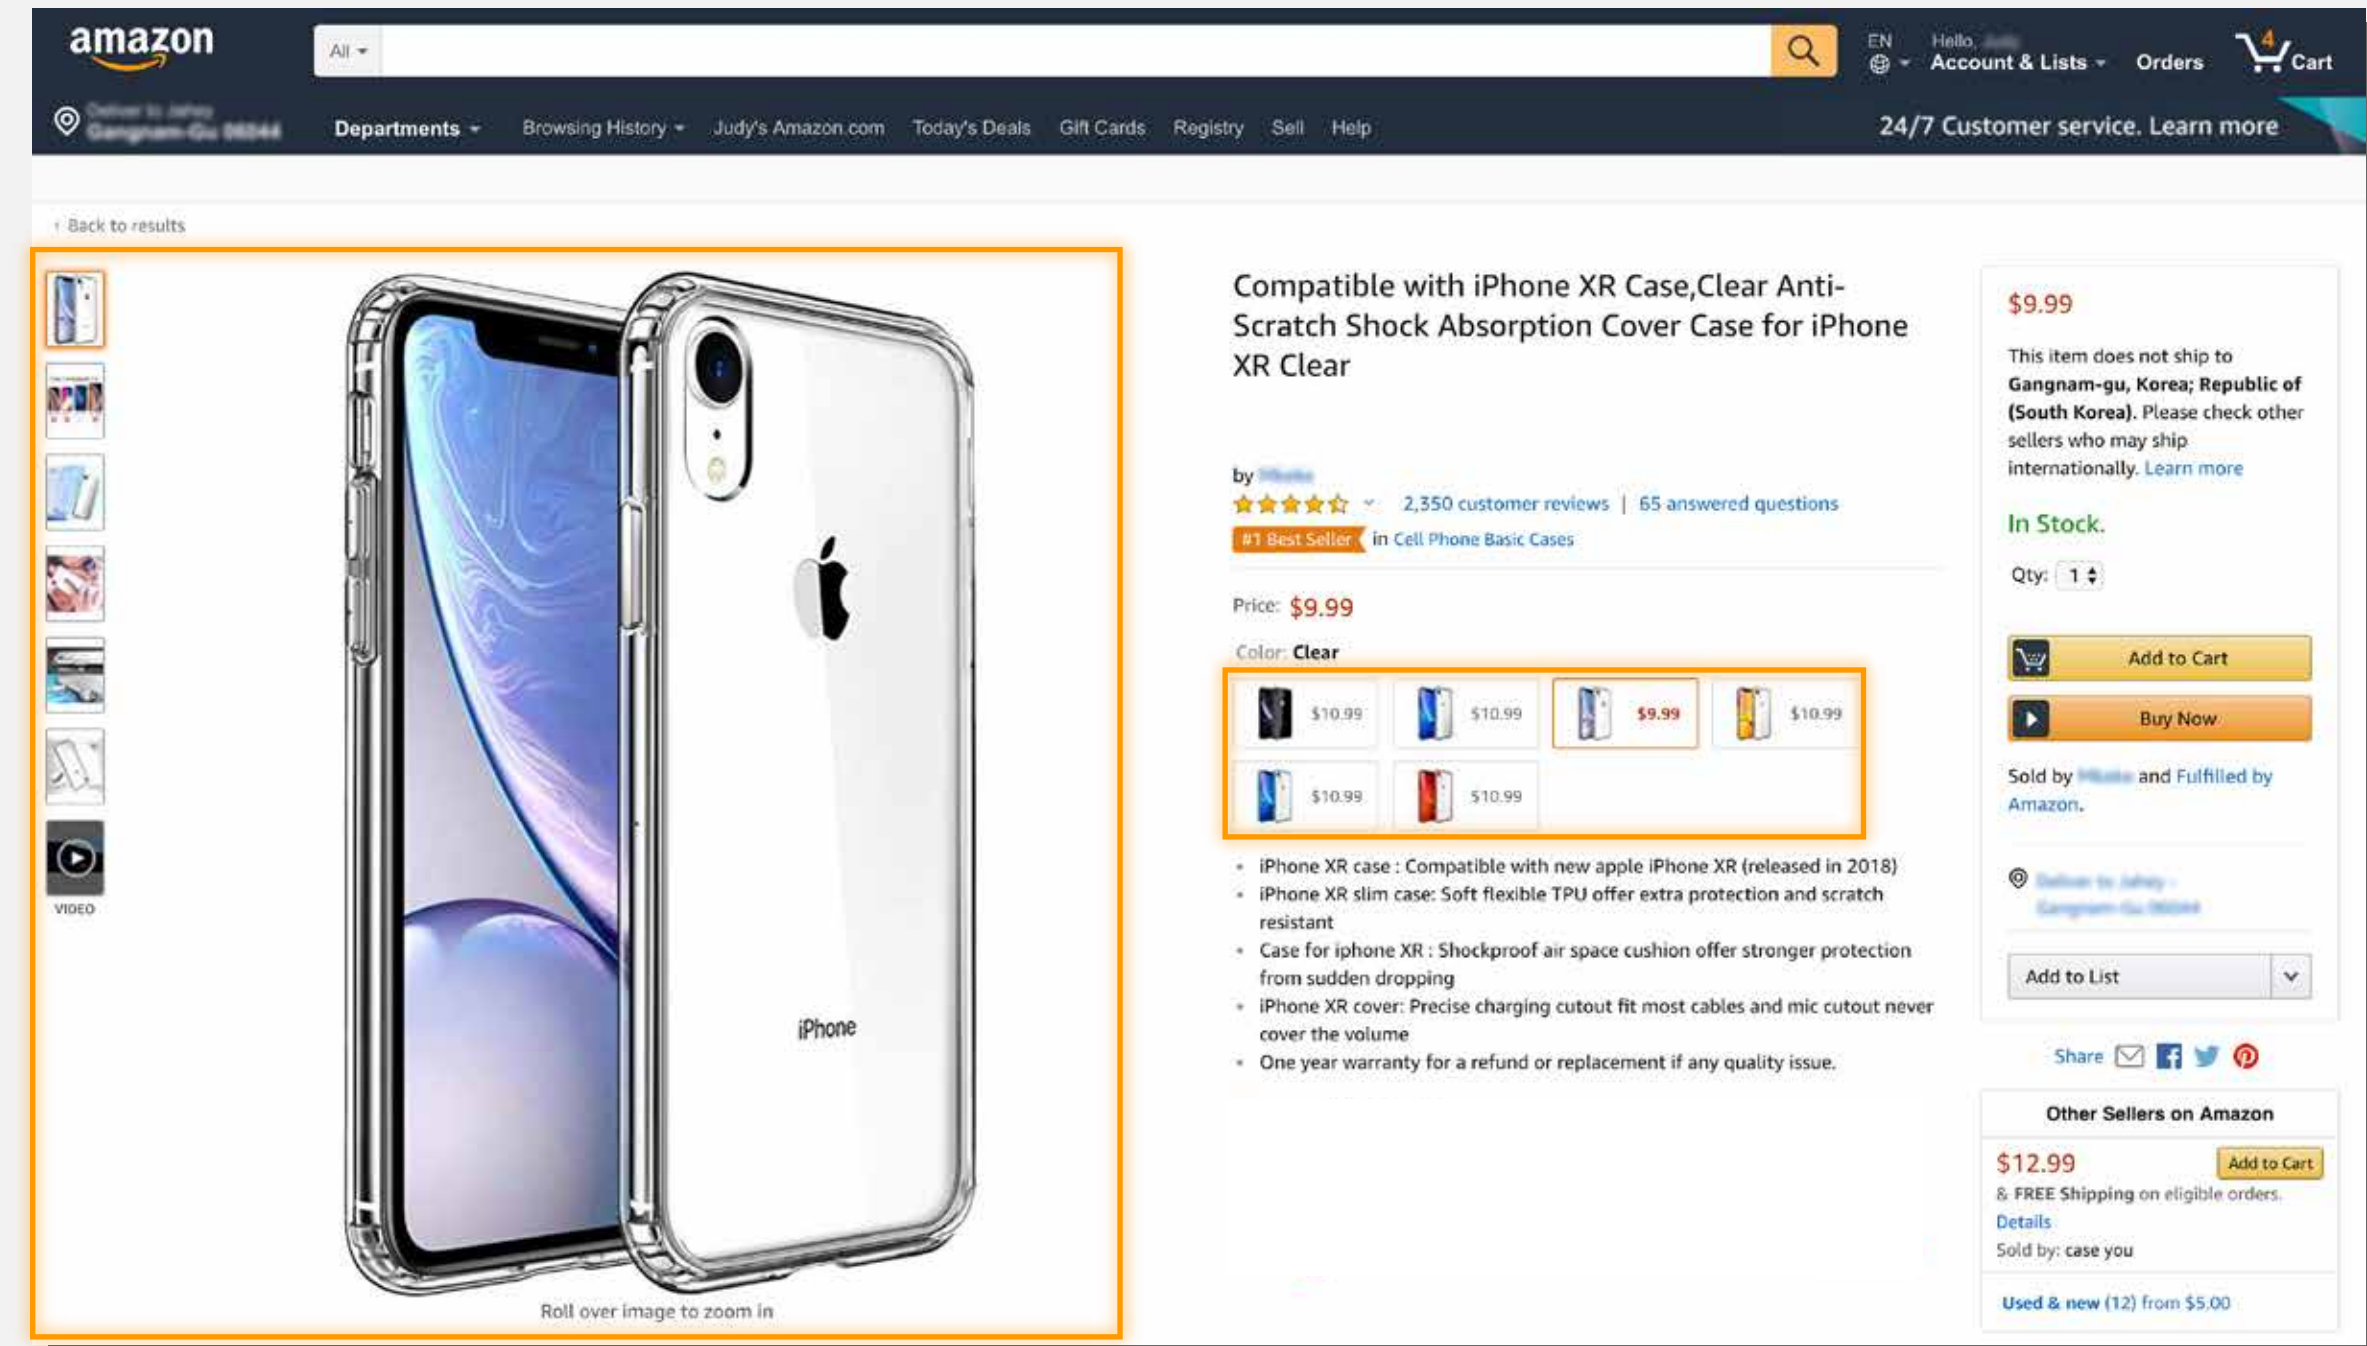 amazon
All
EN
Hello,
Account & Lists
Orders
4
Cart
Departments
Browsing History
Judy's Amazon.com
Today's Deals
Gift Cards
Registry
Sell
Help
24/7 Customer service. Learn more
Back to results
VIDEO
iPhone
Roll over image to zoom in
Compatible with iPhone XR Case,Clear Anti-
Scratch Shock Absorption Cover Case for iPhone
XR Clear
by
2,350 customer reviews | 65 answered questions
#1 Best Seller in Cell Phone Basic Cases
Price: $9.99
Color: Clear
$10.99 $10.99 $9.99 $10.99
$10.99 $10.99
• iPhone XR case : Compatible with new apple iPhone XR (released in 2018)
• iPhone XR slim case: Soft flexible TPU offer extra protection and scratch
resistant
• Case for iphone XR : Shockproof air space cushion offer stronger protection
from sudden dropping
• iPhone XR cover: Precise charging cutout fit most cables and mic cutout never
cover the volume
• One year warranty for a refund or replacement if any quality issue.
$9.99
This item does not ship to
Gangnam-gu, Korea; Republic of
(South Korea). Please check other
sellers who may ship
internationally. Learn more
In Stock.
Qty: 1
Add to Cart
Buy Now
Sold by and Fulfilled by
Amazon.
Add to List
Share
Other Sellers on Amazon
$12.99 Add to Cart
& FREE Shipping on eligible orders.
Details
Sold by: case you
Used & new (12) from $5.00